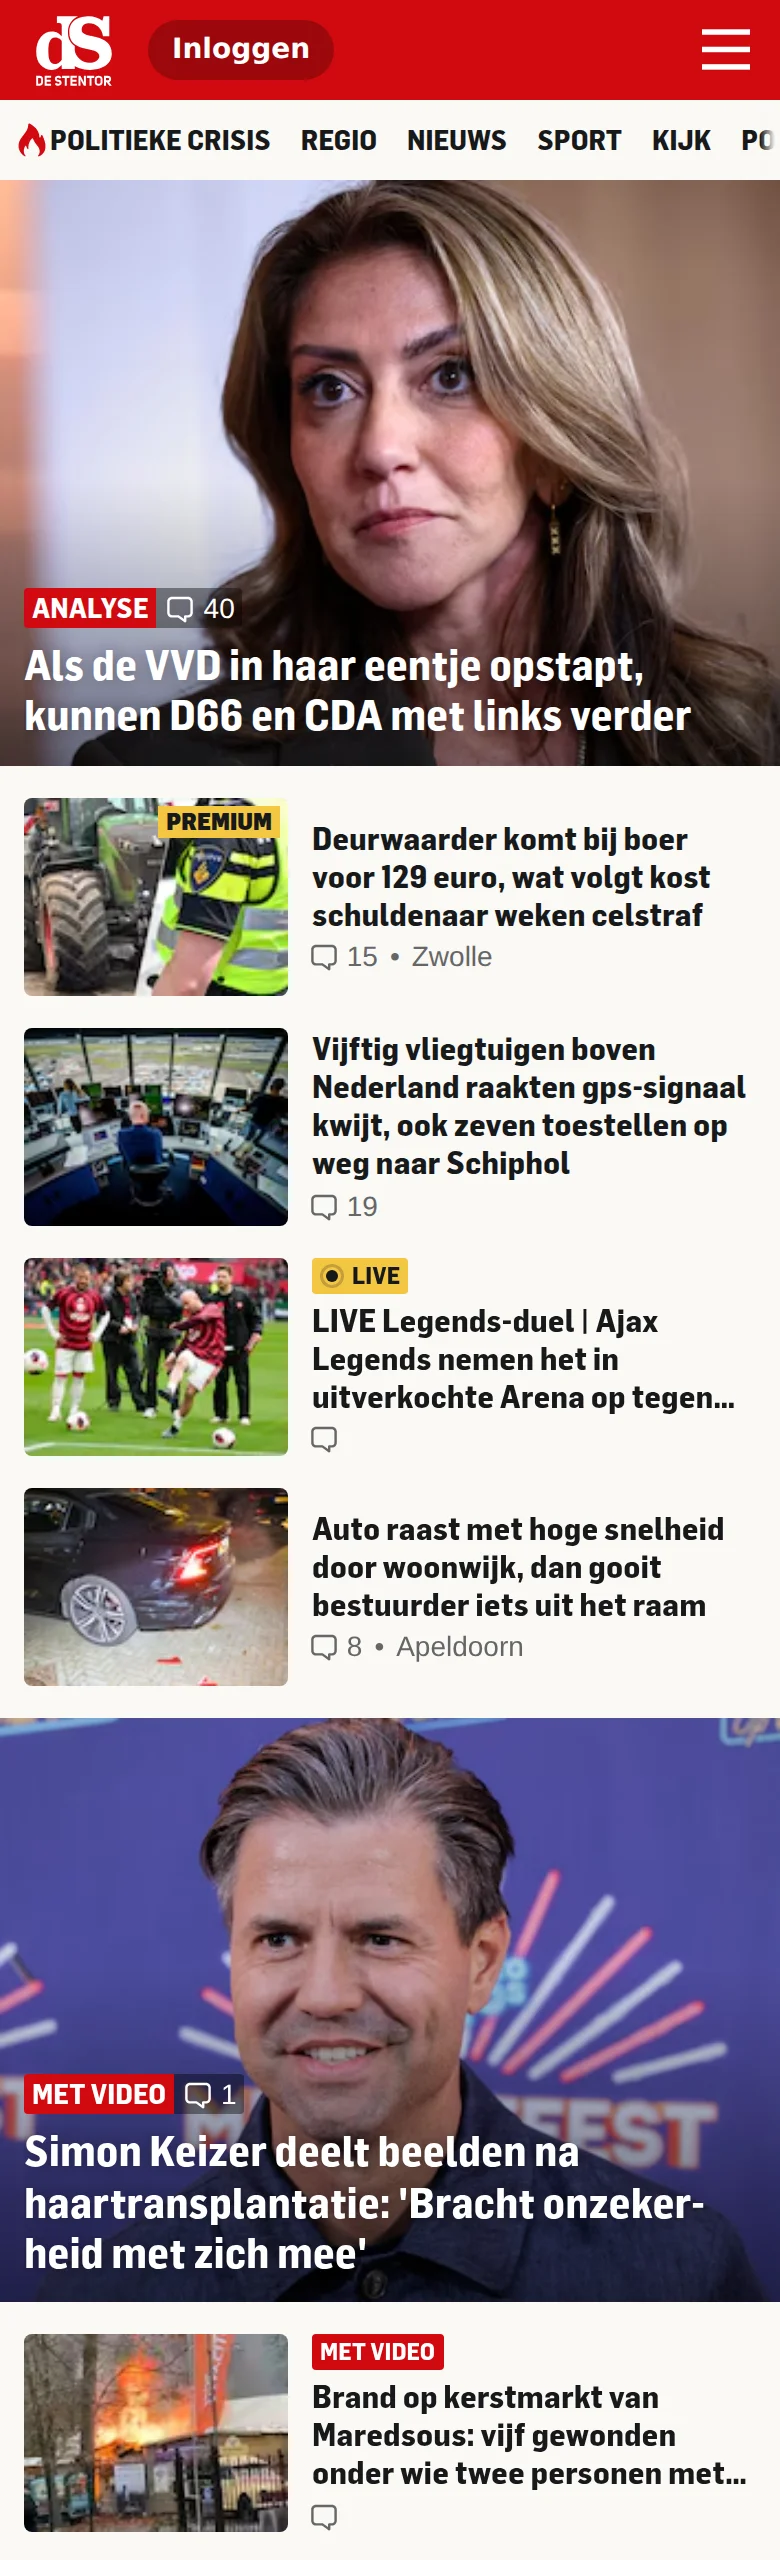 dS
DE STENTOR
Inloggen
POLITIEKE CRISIS REGIO NIEUWS SPORT KIJK PO
ANALYSE 40
Als de VVD in haar eentje opstapt,
kunnen D66 en CDA met links verder
PREMIUM
Deurwaarder komt bij boer
voor 129 euro, wat volgt kost
schuldenaar weken celstraf
15 • Zwolle
Vijftig vliegtuigen boven
Nederland raakten gps-signaal
kwijt, ook zeven toestellen op
weg naar Schiphol
19
LIVE
LIVE Legends-duel | Ajax
Legends nemen het in
uitverkochte Arena op tegen...
Auto raast met hoge snelheid
door woonwijk, dan gooit
bestuurder iets uit het raam
8 • Apeldoorn
MET VIDEO 1
Simon Keizer deelt beelden na
haartransplantatie: 'Bracht onzeker-
heid met zich mee'
MET VIDEO
Brand op kerstmarkt van
Maredsous: vijf gewonden
onder wie twee personen met...